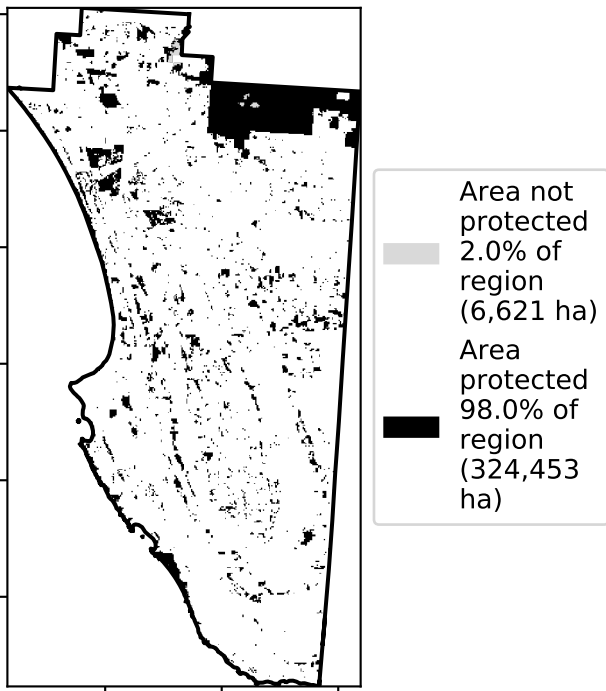 Area not
protected
2.0% of
region
(6,621 ha)
Area
protected
98.0% of
region
(324,453
ha)